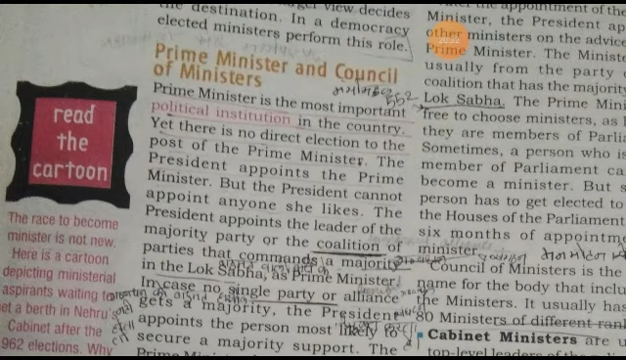 the destination. In a democracy
elected ministers perform this role.
Prime Minister and Council
of Ministers
Prime Minister is the most important
political institution in the country.
Yet there is no direct election to the
post of the Prime Minister. The
President appoints the Prime
Minister. But the President cannot
appoint anyone she likes. The
President appoints the leader of the
majority party or the coalition of
parties that commands a majority
in the Lok Sabha, as Prime Minister.
In case no single party or alliance
gets a majority, the President
appoints the person most likely to
secure a majority support. The
read
the
cartoon
The race to become
minister is not new.
Here is a cartoon
depicting ministerial
aspirants waiting to
et a berth in Nehru's
Cabinet after the
962 elections. Why
the appointment of the
Minister, the President ap
other ministers on the advice
Prime Minister. The Ministe
usually from the party
coalition that has the majority
Lok Sabha. The Prime Mini
free to choose ministers, as l
they are members of Parlia
Sometimes, a person who is
member of Parliament ca
become a minister. But s
person has to get elected to
the Houses of the Parliament
six months of appointme
minister
Council of Ministers is the
name for the body that inclu
the Ministers. It usually has
80 Ministers of different rank
Cabinet Ministers are u
top-level leaders of the